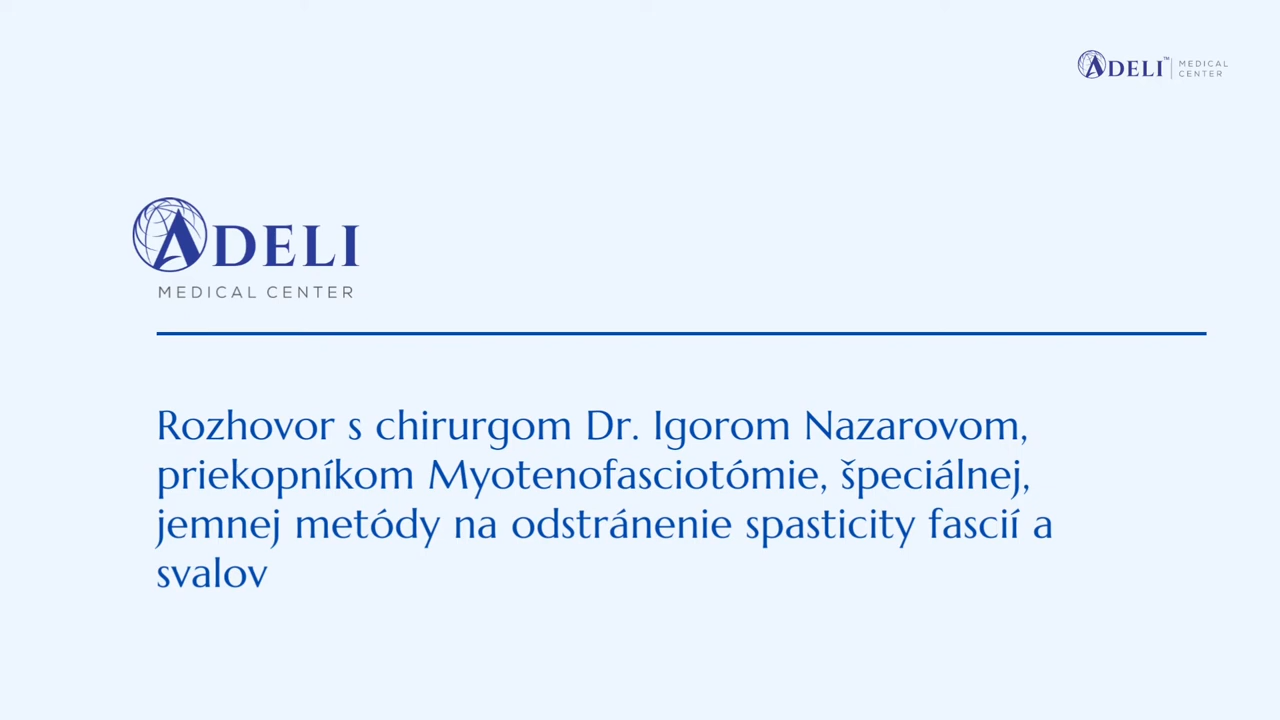 ADELI™ MEDICAL CENTER
ADELI
MEDICAL CENTER
Rozhovor s chirurgom Dr. Igorom Nazarovom,
priekopníkom Myotenofasciotómie, špeciálnej,
jemnej metódy na odstránenie spasticity fascií a
svalov